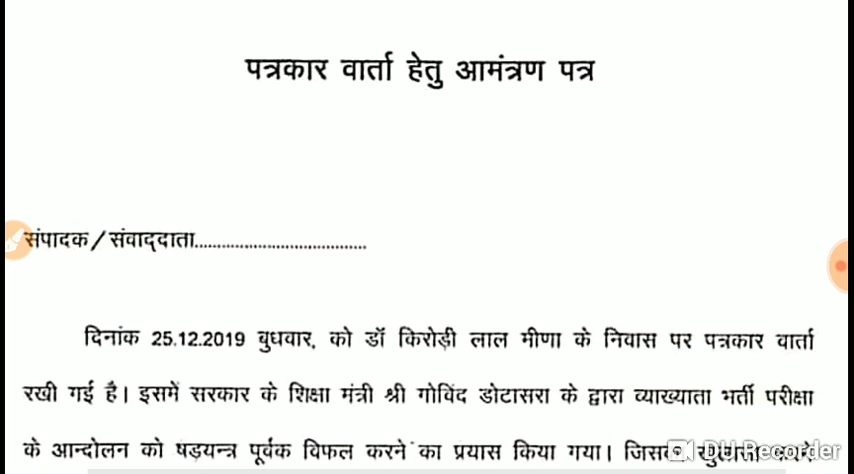 पत्रकार वार्ता हेतु आमंत्रण पत्र
संपादक/संवाददाता.......................................
दिनांक 25.12.2019 बुधवार, को डॉ किरोड़ी लाल मीणा के निवास पर पत्रकार वार्ता
रखी गई है। इसमें सरकार के शिक्षा मंत्री श्री गोविंद डोटासरा के द्वारा व्याख्याता भर्ती परीक्षा
के आन्दोलन को षड़यन्त्र पूर्वक विफल करने का प्रयास किया गया।
DU Recorder